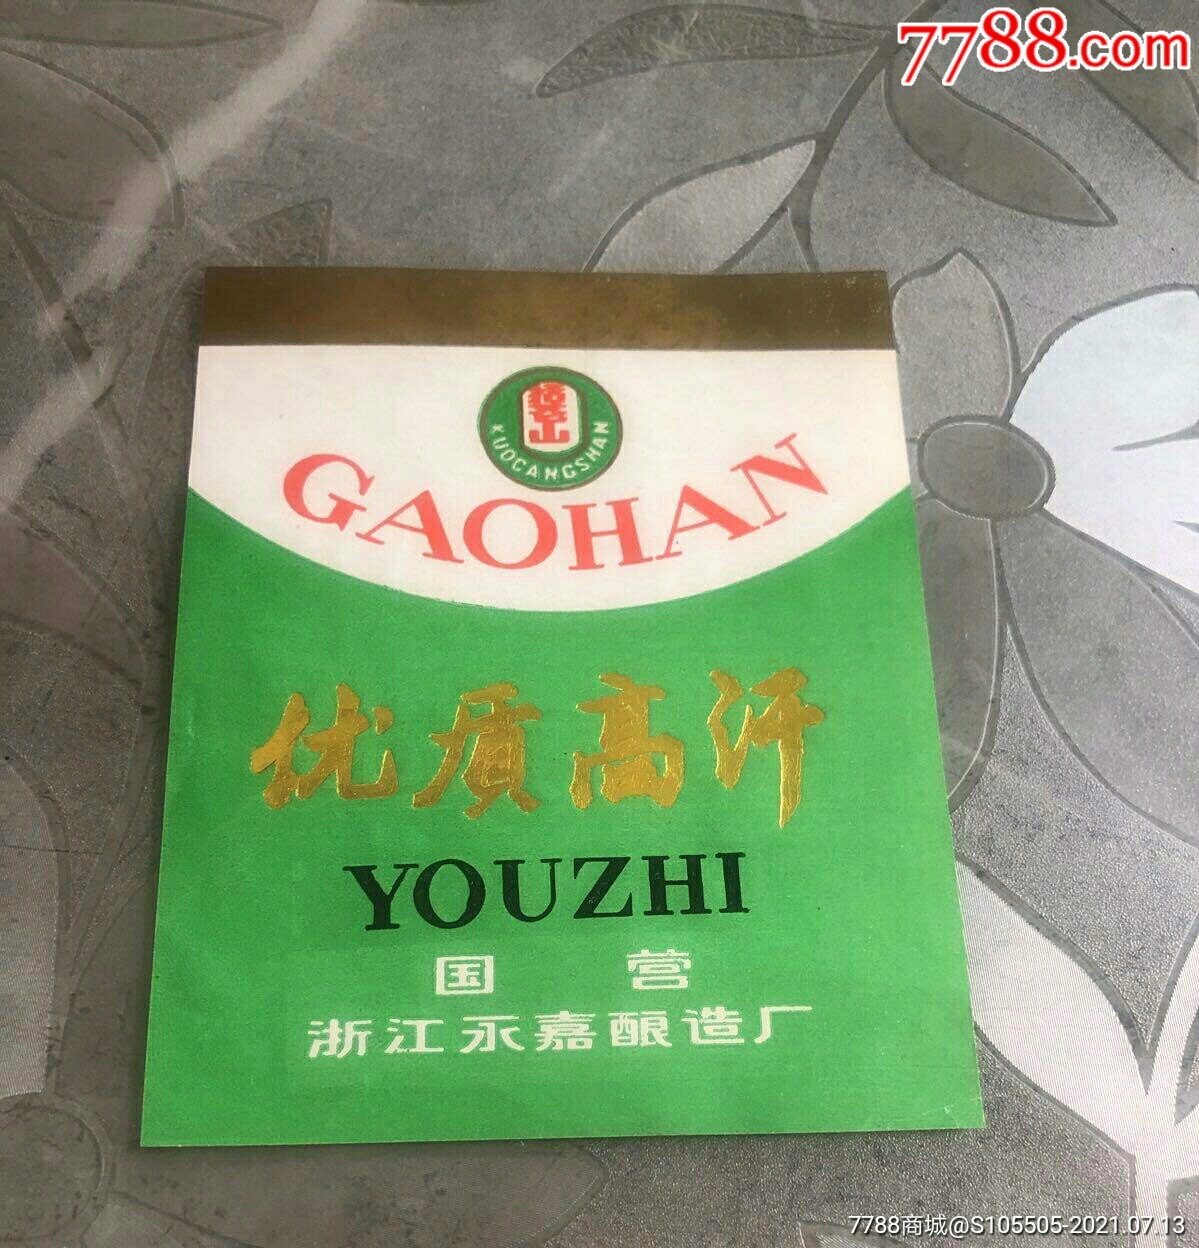 7788.com
括苍山
KUOCANGSHAN
GAOHAN
优质高汗
YOUZHI
国营
浙江永嘉酿造厂
7788商城@S105505-2021.07.13